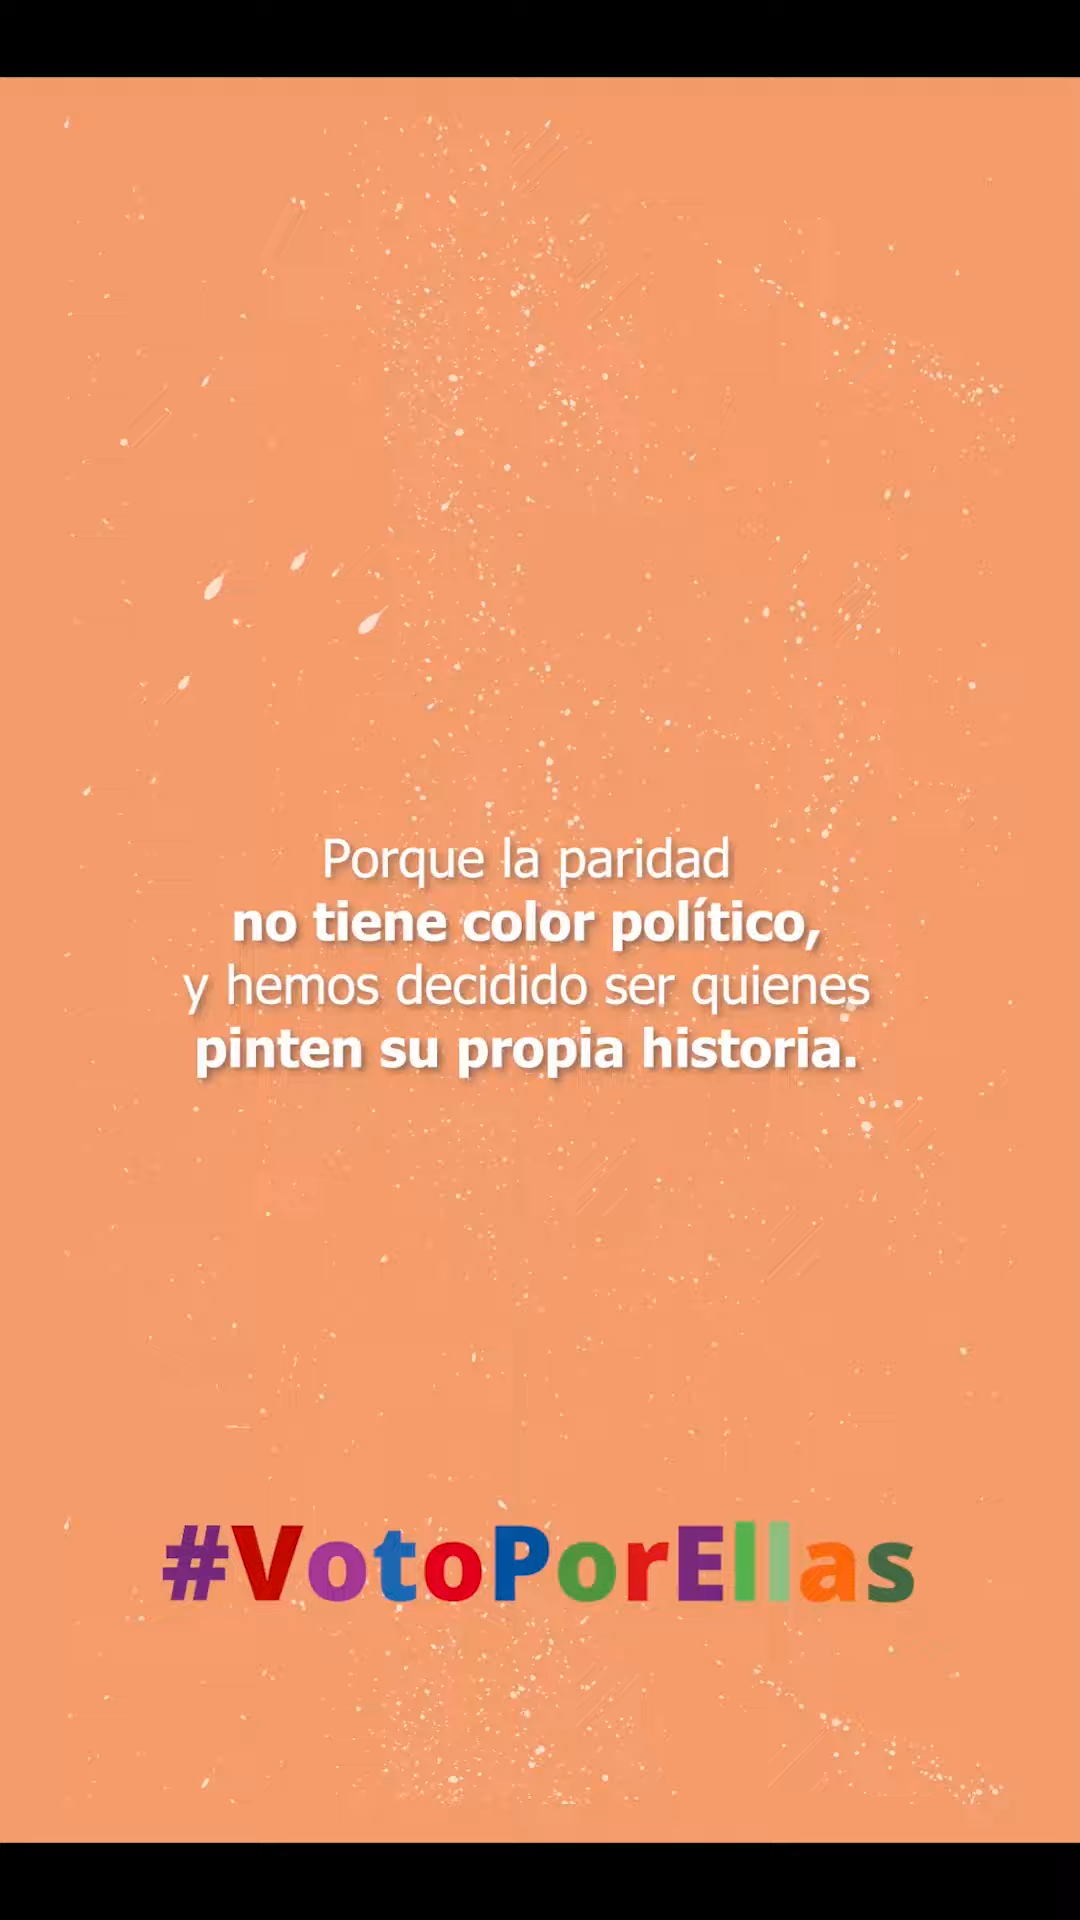 Porque la paridad
no tiene color político,
y hemos decidido ser quienes
pinten su propia historia.
#VotoPorEllas